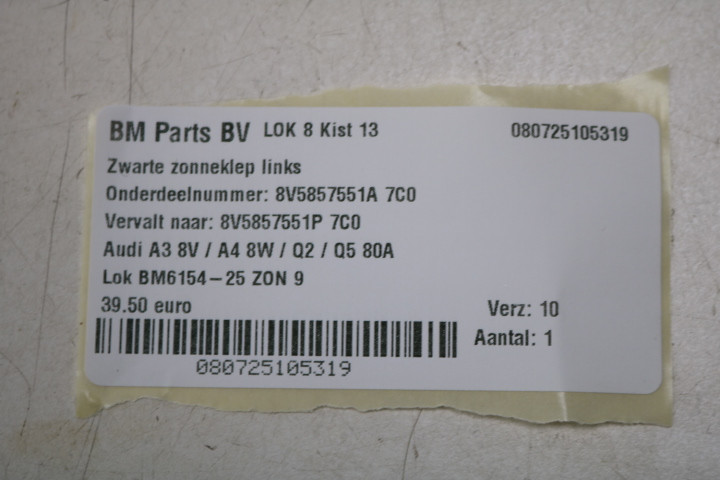 BM Parts BV LOK 8 Kist 13 080725105319
Zwarte zonneklep links
Onderdeelnummer: 8V5857551A 7C0
Vervalt naar: 8V5857551P 7C0
Audi A3 8V / A4 8W / Q2 / Q5 80A
Lok BM6154-25 ZON 9
39.50 euro Verz: 10
Aantal: 1
080725105319